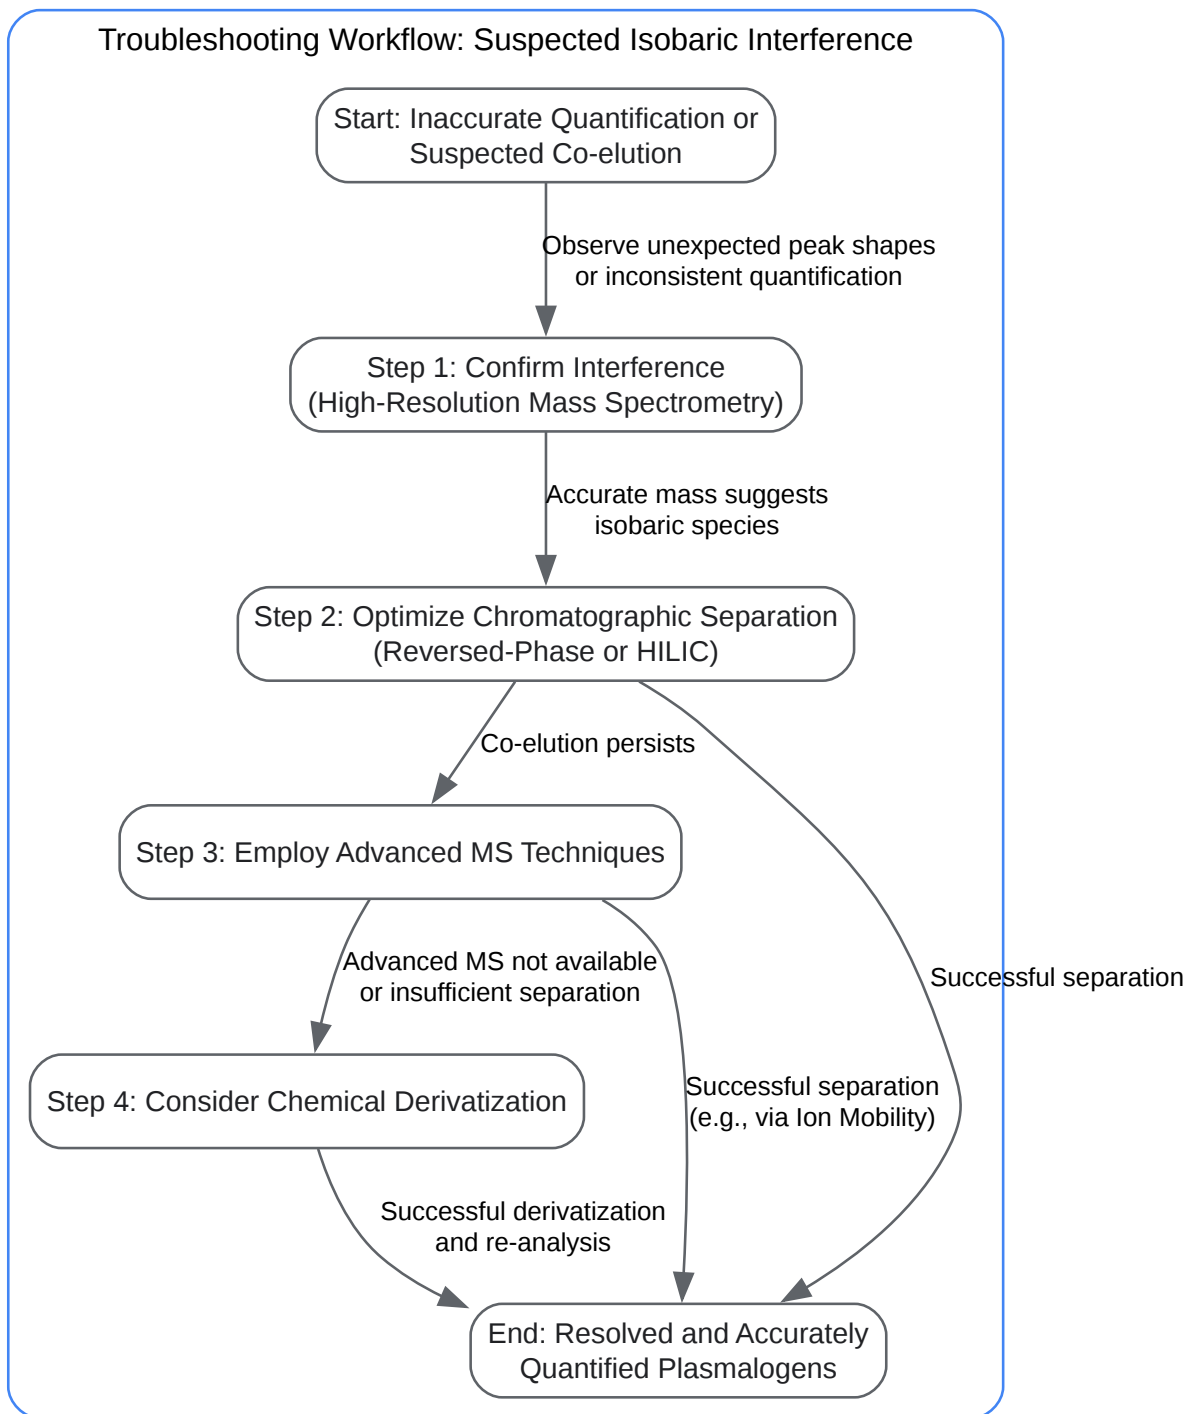 Troubleshooting Workflow: Suspected Isobaric Interference
Start: Inaccurate Quantification or
Suspected Co-elution
Observe unexpected peak shapes
or inconsistent quantification
Step 1: Confirm Interference
(High-Resolution Mass Spectrometry)
Accurate mass suggests
isobaric species
Step 2: Optimize Chromatographic Separation
(Reversed-Phase or HILIC)
Co-elution persists
Step 3: Employ Advanced MS Techniques
Advanced MS not available
or insufficient separation
Successful separation
Step 4: Consider Chemical Derivatization
Successful separation
(e.g., via Ion Mobility)
Successful derivatization
and re-analysis
End: Resolved and Accurately
Quantified Plasmalogens